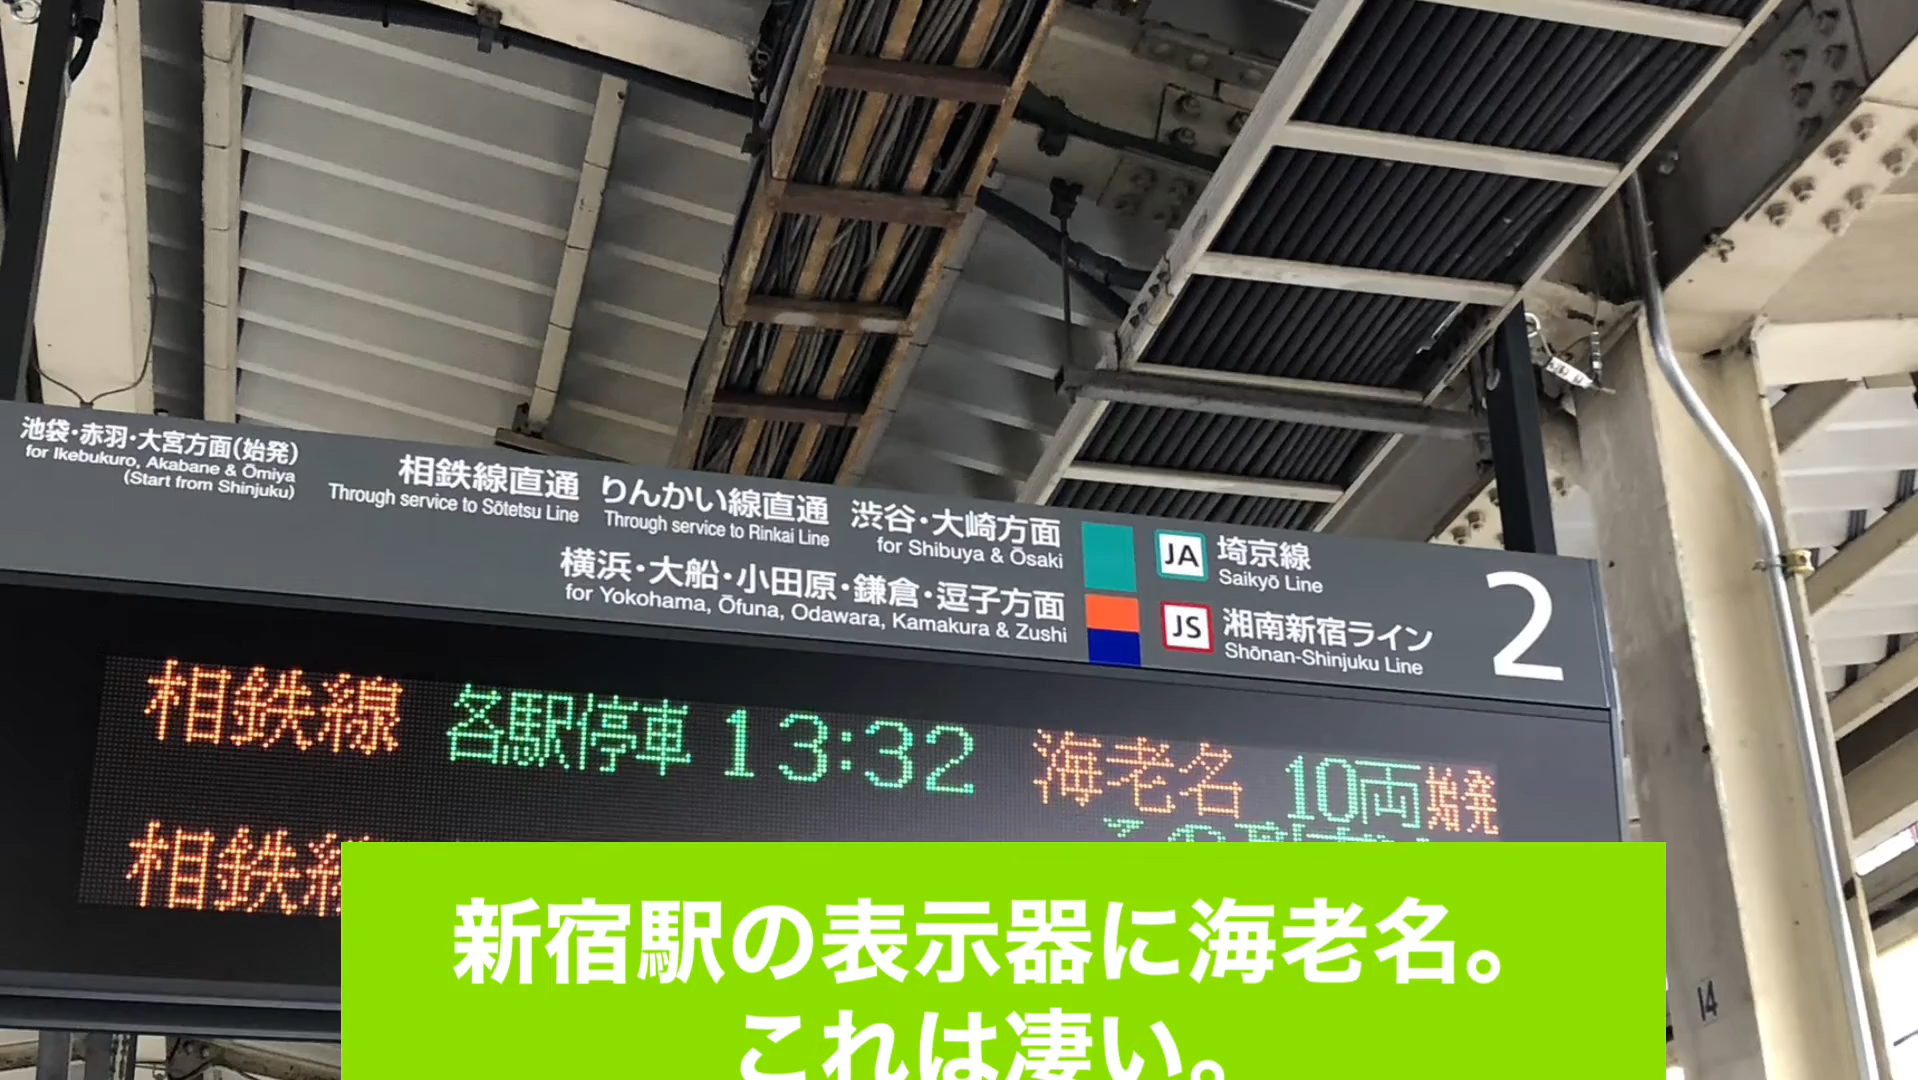 池袋・赤羽・大宮方面(始発)
for Ikebukuro, Akabane & Ōmiya
(Start from Shinjuku)
相鉄線直通
Through service to Sōtetsu Line
りんかい線直通
Through service to Rinkai Line
渋谷・大崎方面
for Shibuya & Ōsaki
JA 埼京線
Saikyō Line
横浜・大船・小田原・鎌倉・逗子方面
for Yokohama, Ōfuna, Odawara, Kamakura & Zushi
JS 湘南新宿ライン
Shōnan-Shinjuku Line
2
相鉄線 各駅停車 13:32 海老名 10両始発
相鉄線
新宿駅の表示器に海老名。
これは凄い。
14